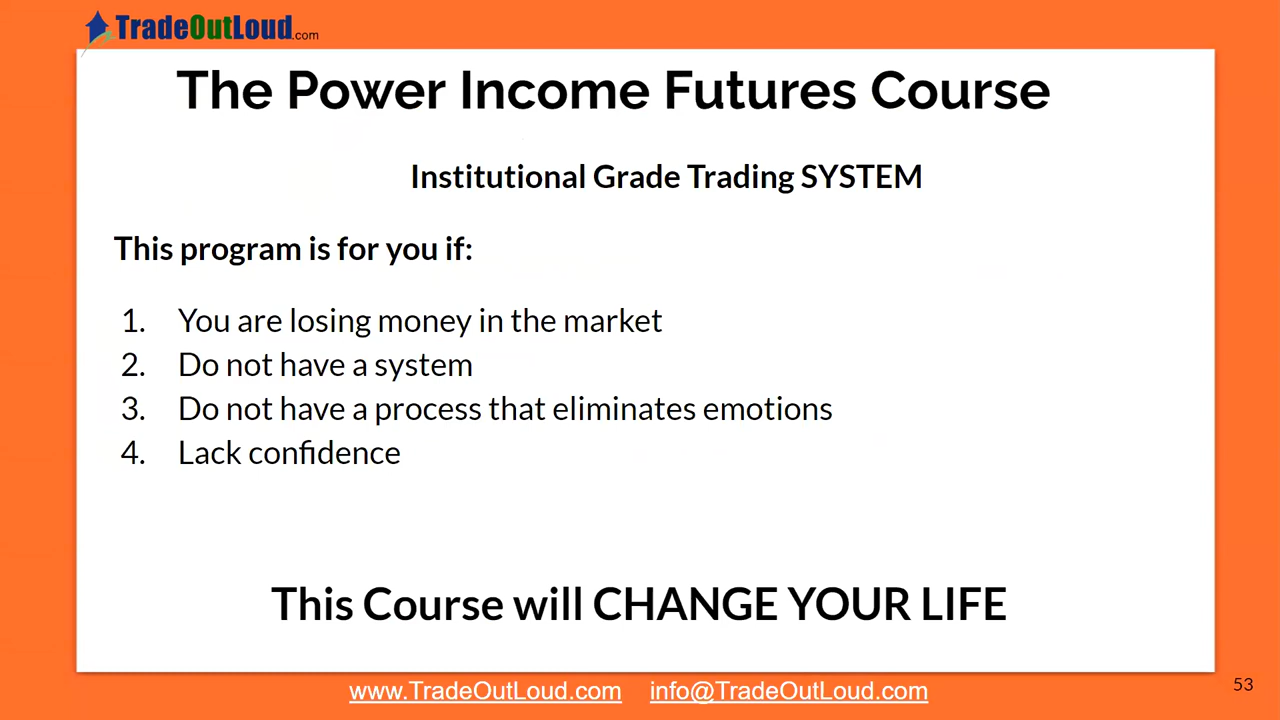 TradeOutLoud.com
The Power Income Futures Course
Institutional Grade Trading SYSTEM
This program is for you if:
1. You are losing money in the market
2. Do not have a system
3. Do not have a process that eliminates emotions
4. Lack confidence
This Course will CHANGE YOUR LIFE
www.TradeOutLoud.com info@TradeOutLoud.com
53